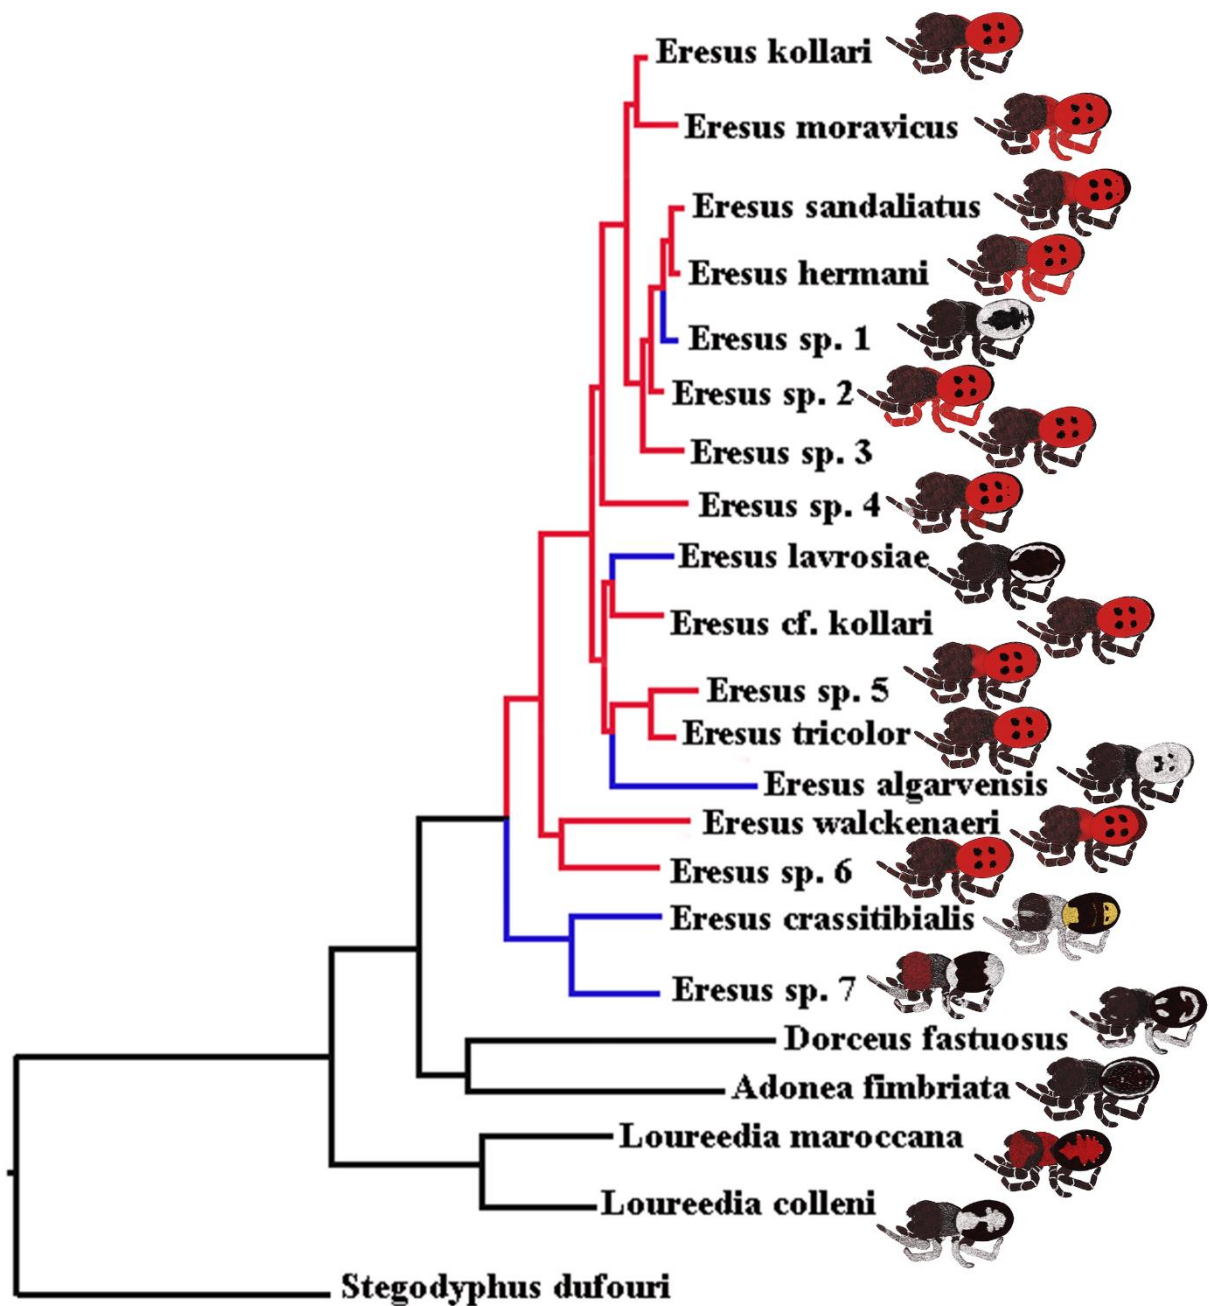 Eresus kollari
Eresus moravicus
Eresus sandaliatus
Eresus hermani
Eresus sp. 1
Eresus sp. 2
Eresus sp. 3
Eresus sp. 4
Eresus lavrosiae
Eresus cf. kollari
Eresus sp. 5
Eresus tricolor
Eresus algarvensis
Eresus walckenaeri
Eresus sp. 6
Eresus crassitibialis
Eresus sp. 7
Dorceus fastuosus
Adonea fimbriata
Loureedia maroccana
Loureedia colleni
Stegodyphus dufouri